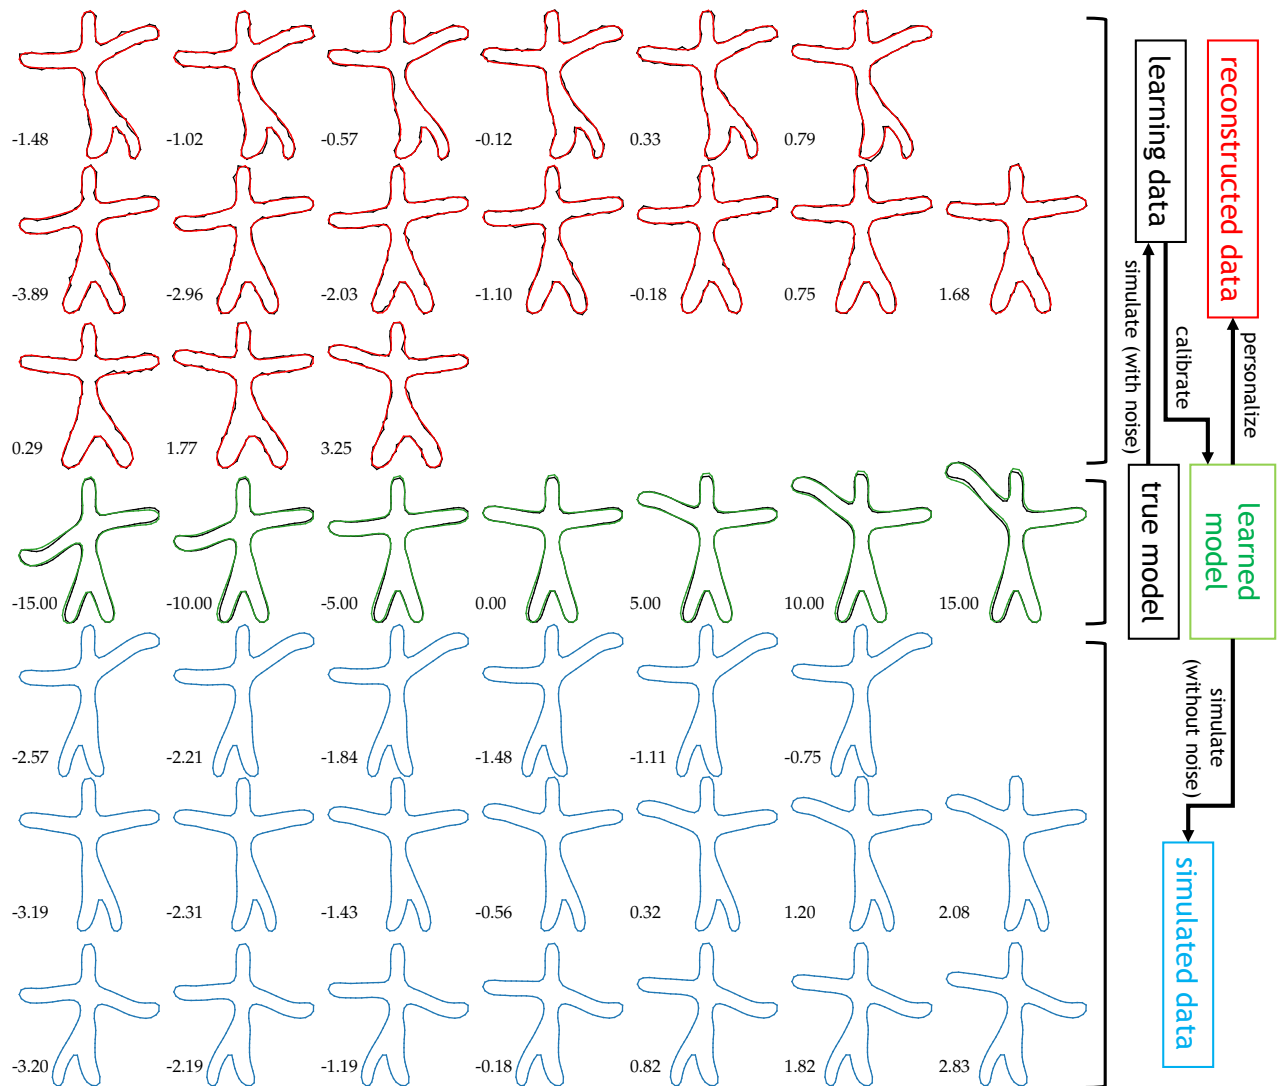 -1.48 -1.02 -0.57 -0.12 0.33 0.79
-3.89 -2.96 -2.03 -1.10 -0.18 0.75 1.68
0.29 1.77 3.25
-15.00 -10.00 -5.00 0.00 5.00 10.00 15.00
-2.57 -2.21 -1.84 -1.48 -1.11 -0.75
-3.19 -2.31 -1.43 -0.56 0.32 1.20 2.08
-3.20 -2.19 -1.19 -0.18 0.82 1.82 2.83
reconstructed data
learning data
personalize
calibrate
simulate (with noise)
learned
model
true model
simulate
(without noise)
simulated data